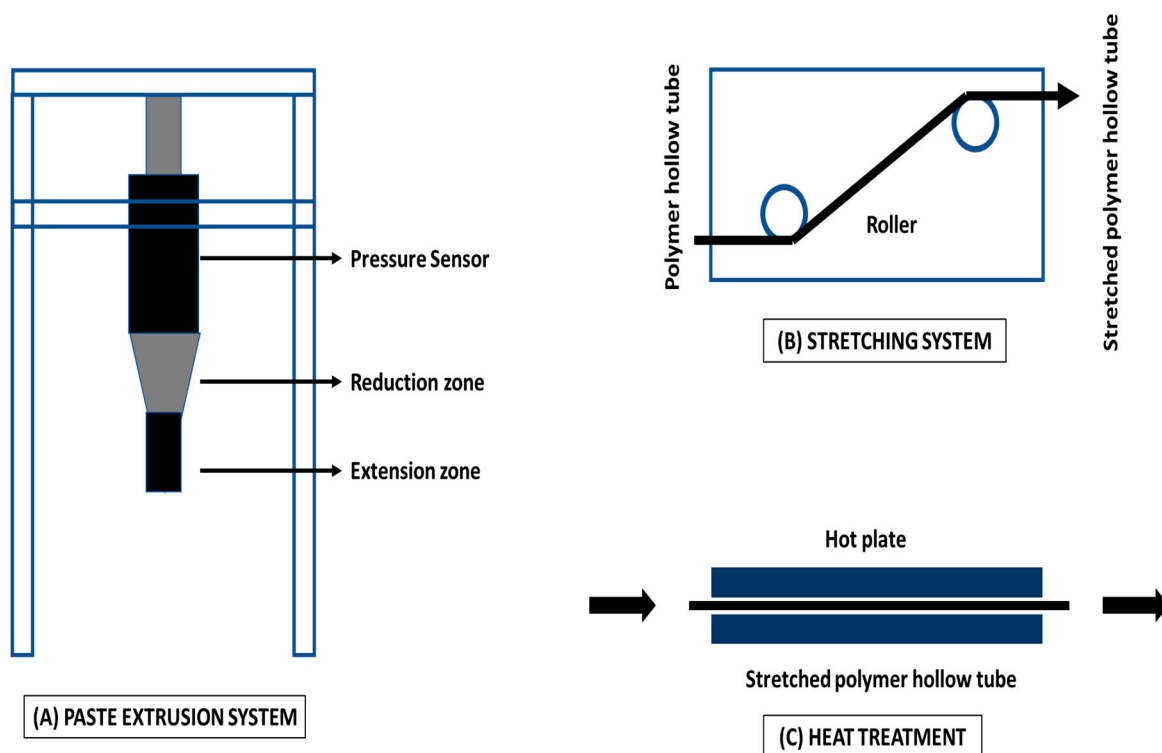 Pressure Sensor
Reduction zone
Extension zone
(A) PASTE EXTRUSION SYSTEM
Polymer hollow tube
Roller
Stretched polymer hollow tube
(B) STRETCHING SYSTEM
Hot plate
Stretched polymer hollow tube
(C) HEAT TREATMENT